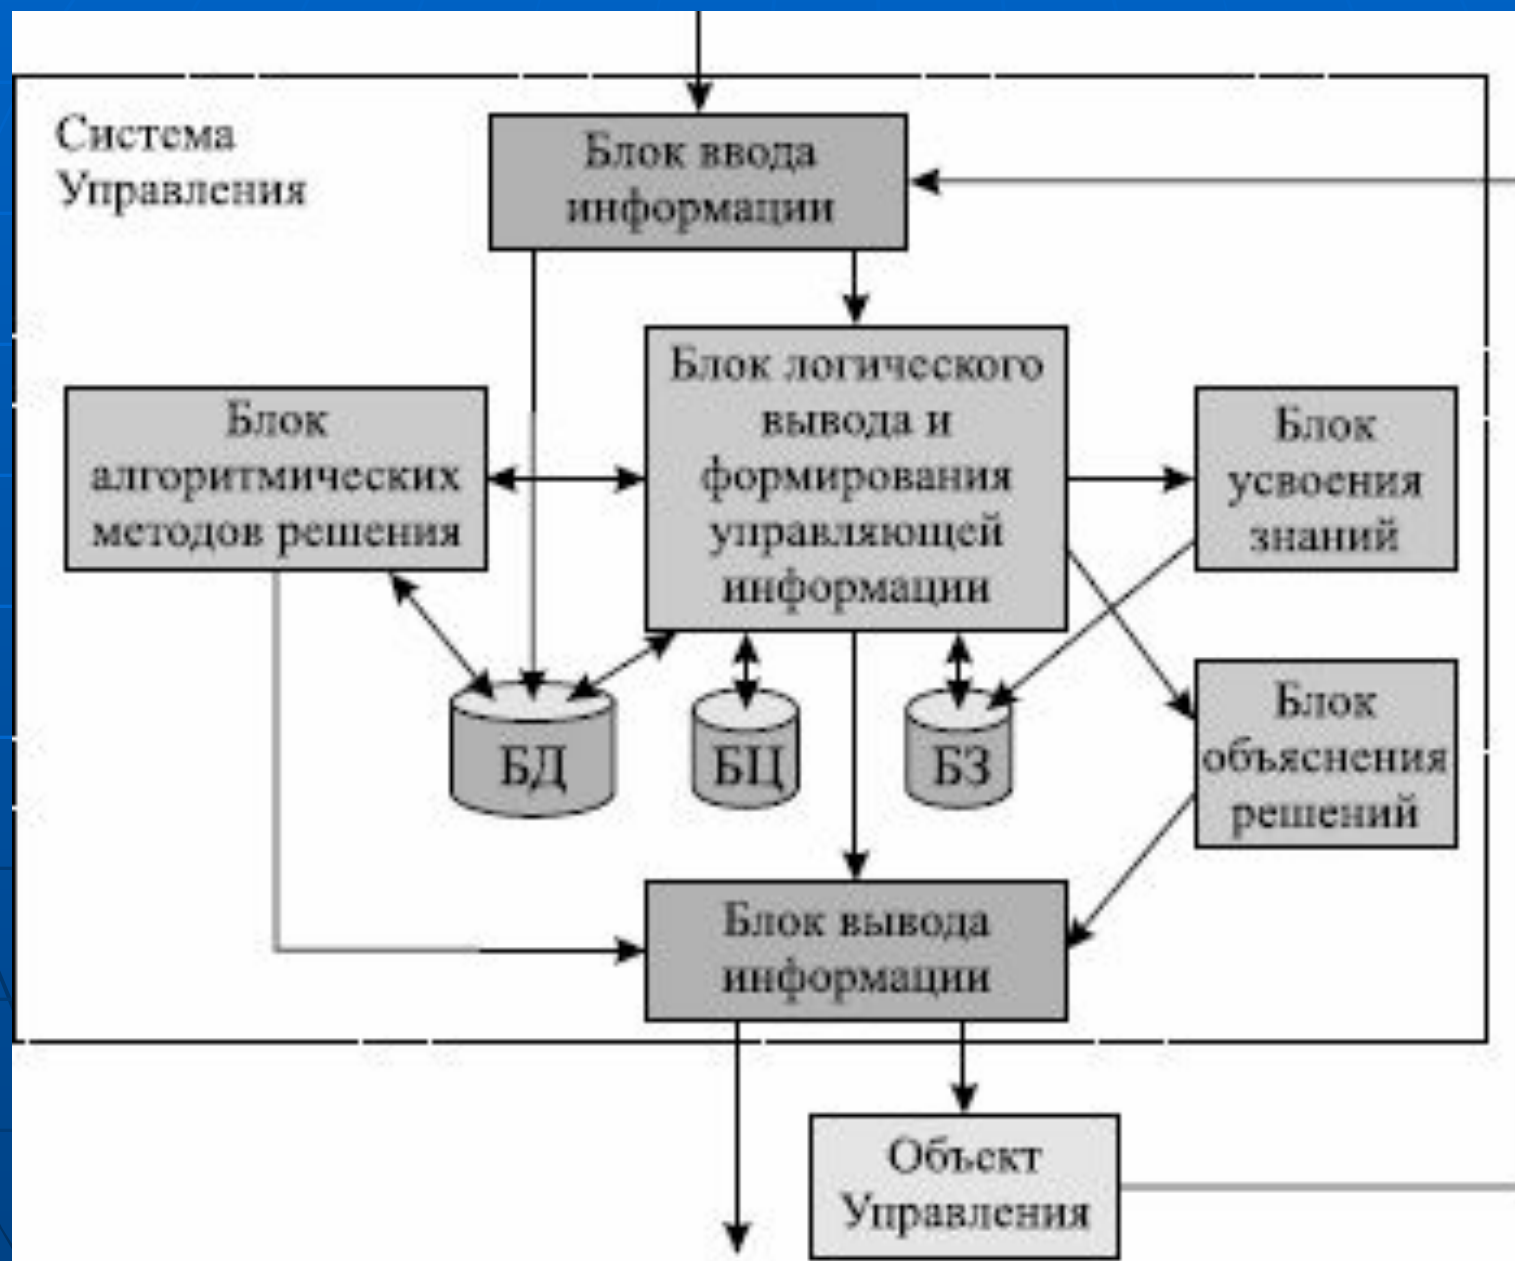 Система
Управления
Блок ввода
информации
Блок логического
вывода и
формирования
управляющей
информации
Блок
алгоритмических
методов решения
Блок
усвоения
знаний
БД
БЦ
БЗ
Блок
объяснения
решений
Блок вывода
информации
Объект
Управления